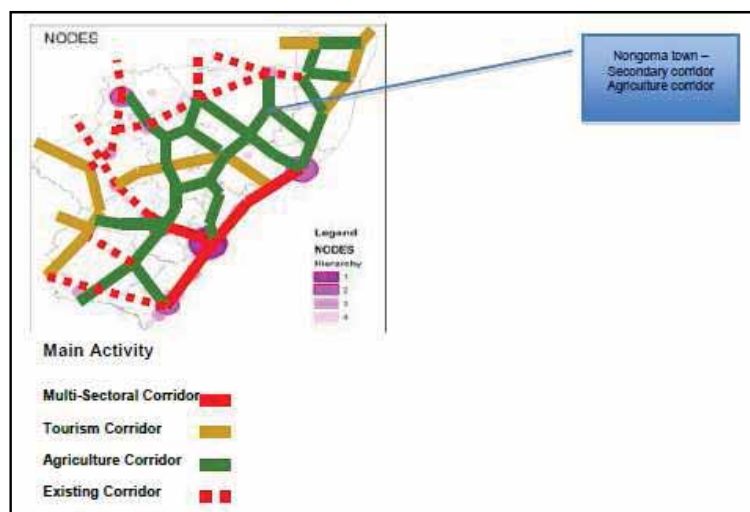 NODES
Nongoma town –
Secondary corridor
Agriculture corridor
Legend
NODES
Hierarchy
1
2
3
4
Main Activity
Multi-Sectoral Corridor
Tourism Corridor
Agriculture Corridor
Existing Corridor